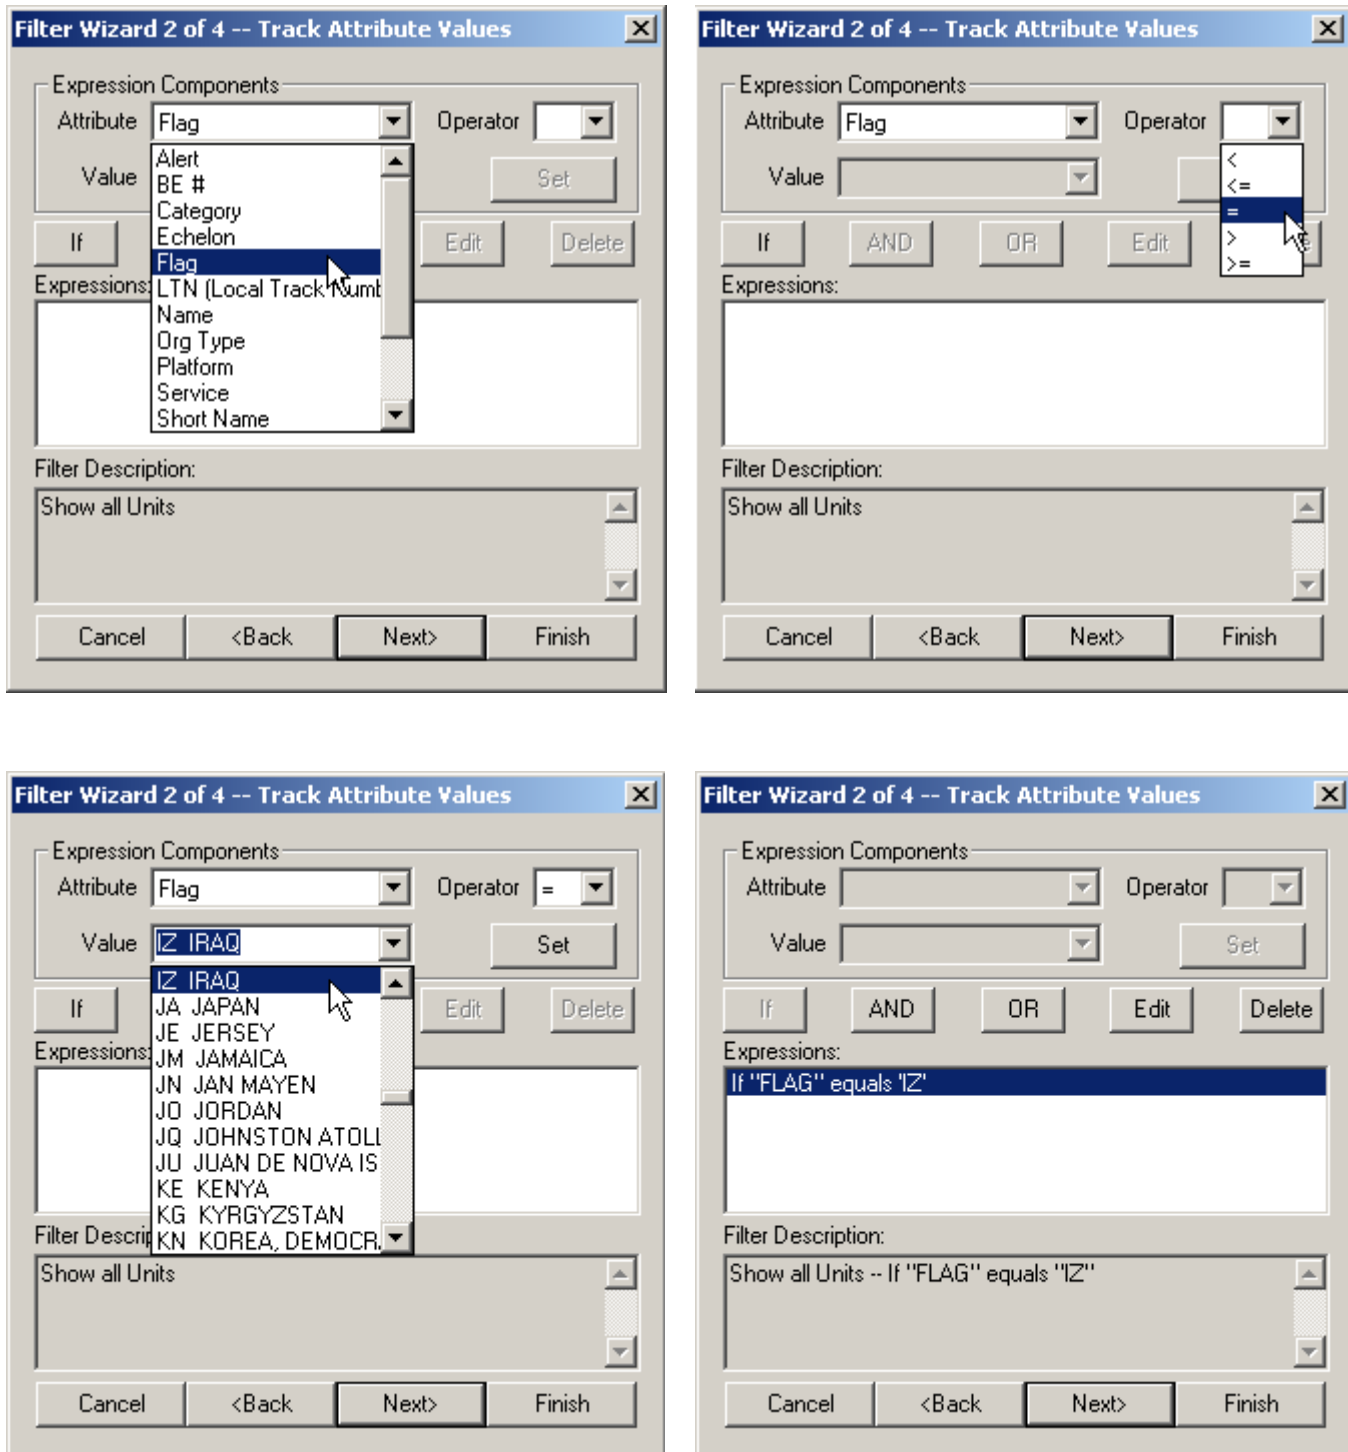 Filter Wizard 2 of 4 -- Track Attribute Values
Expression Components
Attribute Flag Operator
Value Set
Alert
BE #
Category
Echelon
Flag
LTN (Local Track Numb
Name
Org Type
Platform
Service
Short Name
If Edit Delete
Expressions:
Filter Description:
Show all Units
Cancel <Back Next> Finish
Filter Wizard 2 of 4 -- Track Attribute Values
Expression Components
Attribute Flag Operator
Value
<
<=
=
>
>=
If AND OR Edit
Expressions:
Filter Description:
Show all Units
Cancel <Back Next> Finish
Filter Wizard 2 of 4 -- Track Attribute Values
Expression Components
Attribute Flag Operator =
Value IZ IRAQ Set
IZ IRAQ
JA JAPAN
JE JERSEY
JM JAMAICA
JN JAN MAYEN
JO JORDAN
JQ JOHNSTON ATOLL
JU JUAN DE NOVA IS
KE KENYA
KG KYRGYZSTAN
KN KOREA, DEMOCR
If Edit Delete
Expressions
Filter Descrip
Show all Units
Cancel <Back Next> Finish
Filter Wizard 2 of 4 -- Track Attribute Values
Expression Components
Attribute Operator
Value Set
If AND OR Edit Delete
Expressions:
If "FLAG" equals 'IZ'
Filter Description:
Show all Units -- If "FLAG" equals "IZ"
Cancel <Back Next> Finish